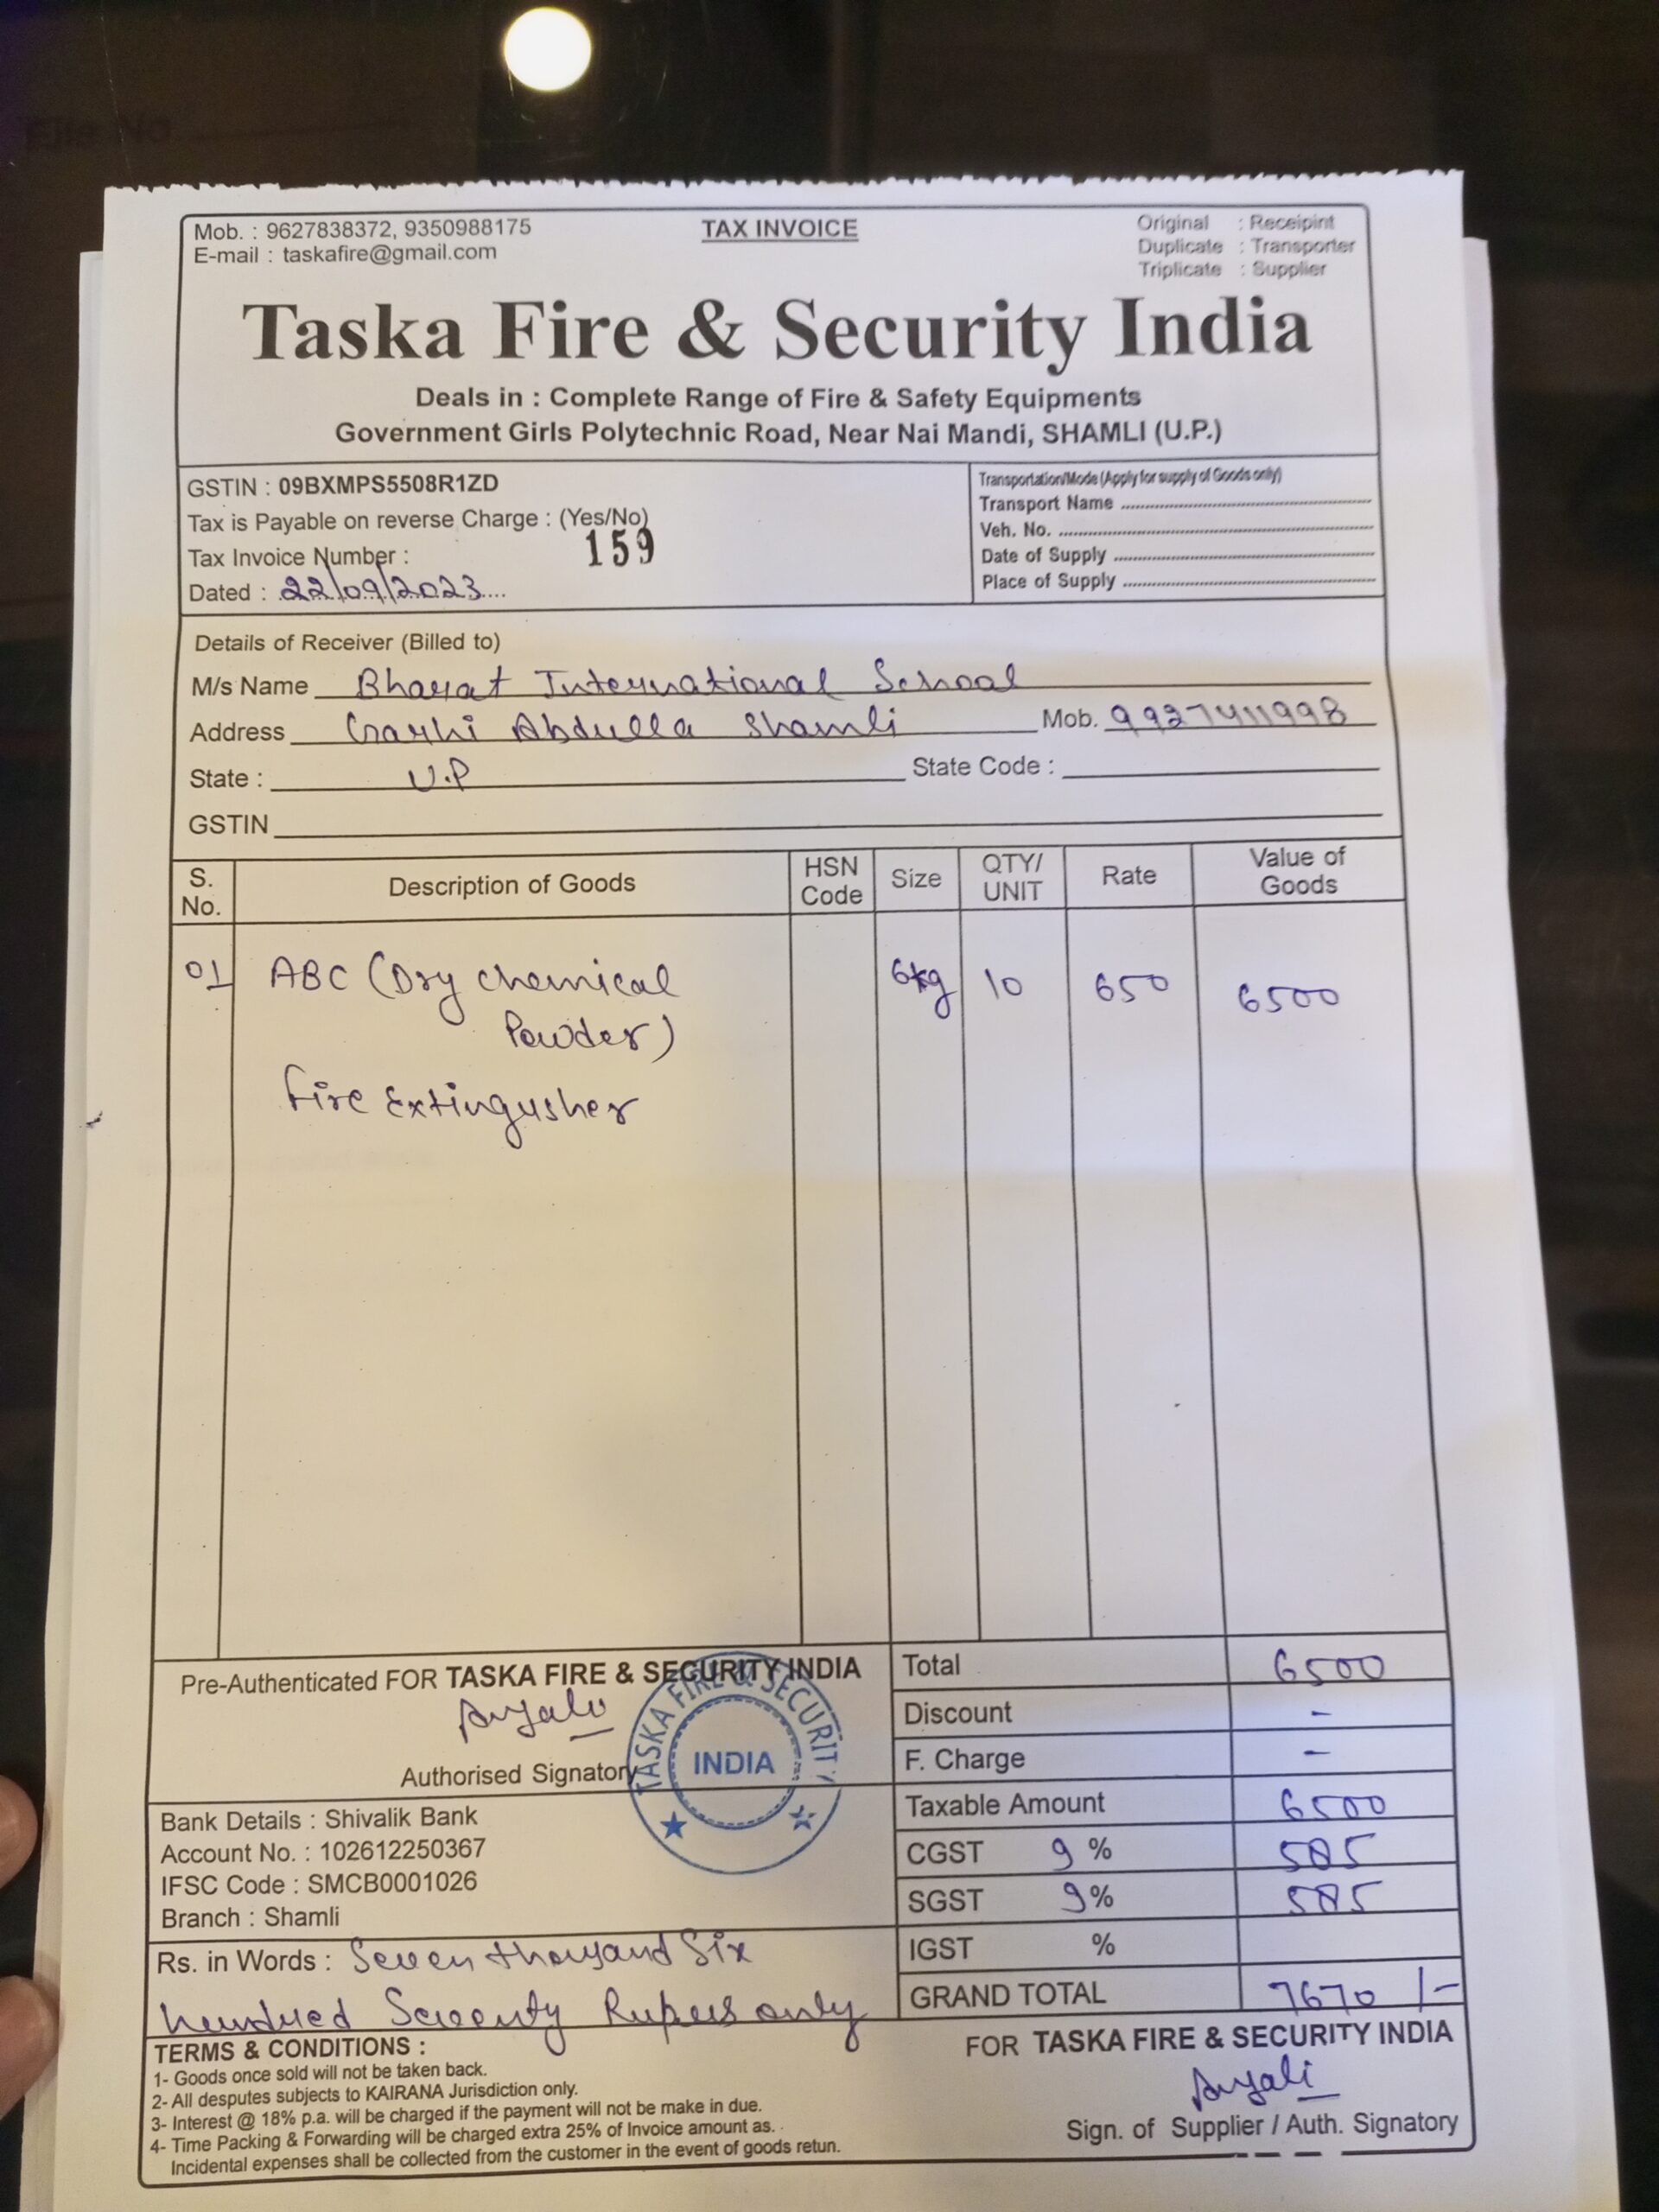 Mob. : 9627838372, 9350988175
E-mail : taskafire@gmail.com
TAX INVOICE
Original : Receipint
Duplicate : Transporter
Triplicate : Supplier
Taska Fire & Security India
Deals in : Complete Range of Fire & Safety Equipments
Government Girls Polytechnic Road, Near Nai Mandi, SHAMLI (U.P.)
GSTIN : 09BXMPS5508R1ZD
Tax is Payable on reverse Charge : (Yes/No)
Tax Invoice Number : 159
Dated : 22/09/2023
Transportation/Mode (Apply for supply of Goods only)
Transport Name
Veh. No.
Date of Supply
Place of Supply
Details of Receiver (Billed to)
M/s Name Bharat International School
Address Garhi Abdulla Shamli Mob. 9927411998
State : U.P State Code :
GSTIN
S. No. Description of Goods HSN Code Size QTY/ UNIT Rate Value of Goods
01 ABC (Dry chemical 6kg 10 650 6500
Powder)
Fire Extingusher
Pre-Authenticated FOR TASKA FIRE & SECURITY INDIA
Anjali
Authorised Signatory
TASKA FIRE & SECURITY
INDIA
Total 6500
Discount -
F. Charge -
Taxable Amount 6500
CGST 9 % 585
SGST 9 % 585
IGST %
GRAND TOTAL 7670 /-
Bank Details : Shivalik Bank
Account No. : 102612250367
IFSC Code : SMCB0001026
Branch : Shamli
Rs. in Words : Seven thousand Six
hundred Seventy Rupees only
TERMS & CONDITIONS :
1- Goods once sold will not be taken back.
2- All desputes subjects to KAIRANA Jurisdiction only.
3- Interest @ 18% p.a. will be charged if the payment will not be make in due.
4- Time Packing & Forwarding will be charged extra 25% of Invoice amount as.
Incidental expenses shall be collected from the customer in the event of goods retun.
FOR TASKA FIRE & SECURITY INDIA
Anjali
Sign. of Supplier / Auth. Signatory